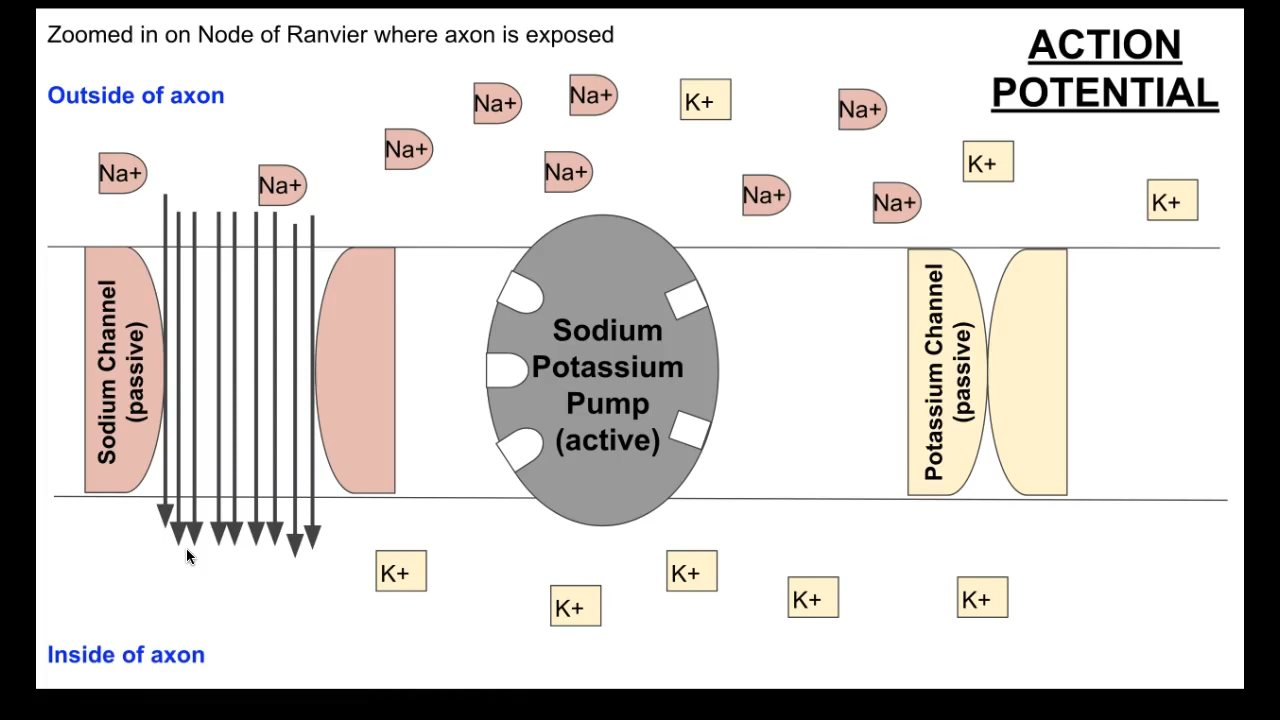 Zoomed in on Node of Ranvier where axon is exposed
ACTION
POTENTIAL
Outside of axon
Na+
Na+
K+
Na+
Na+
K+
Na+
Na+
Na+
Na+
Na+
K+
Sodium Channel
(passive)
Sodium
Potassium
Pump
(active)
Potassium Channel
(passive)
K+
K+
K+
K+
K+
Inside of axon